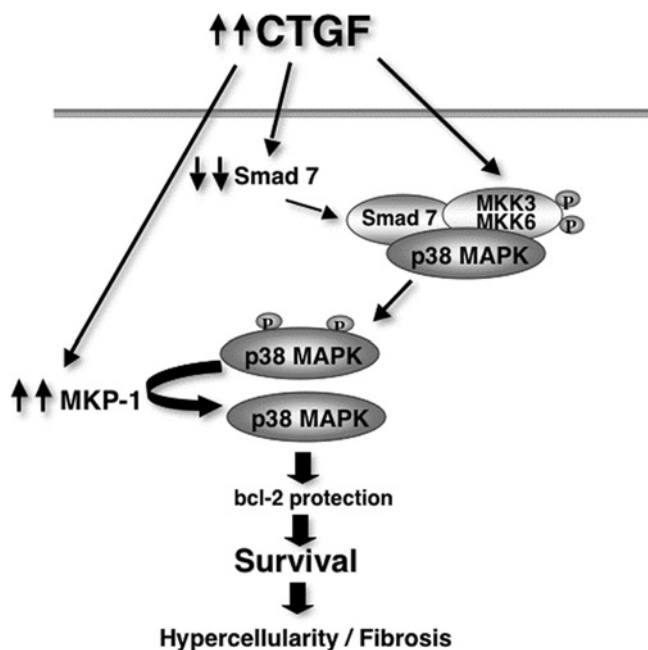 ↑↑CTGF
↓↓ Smad 7
Smad 7
MKK3
MKK6
P
P
p38 MAPK
P
P
p38 MAPK
↑↑ MKP-1
p38 MAPK
bcl-2 protection
Survival
Hypercellularity / Fibrosis